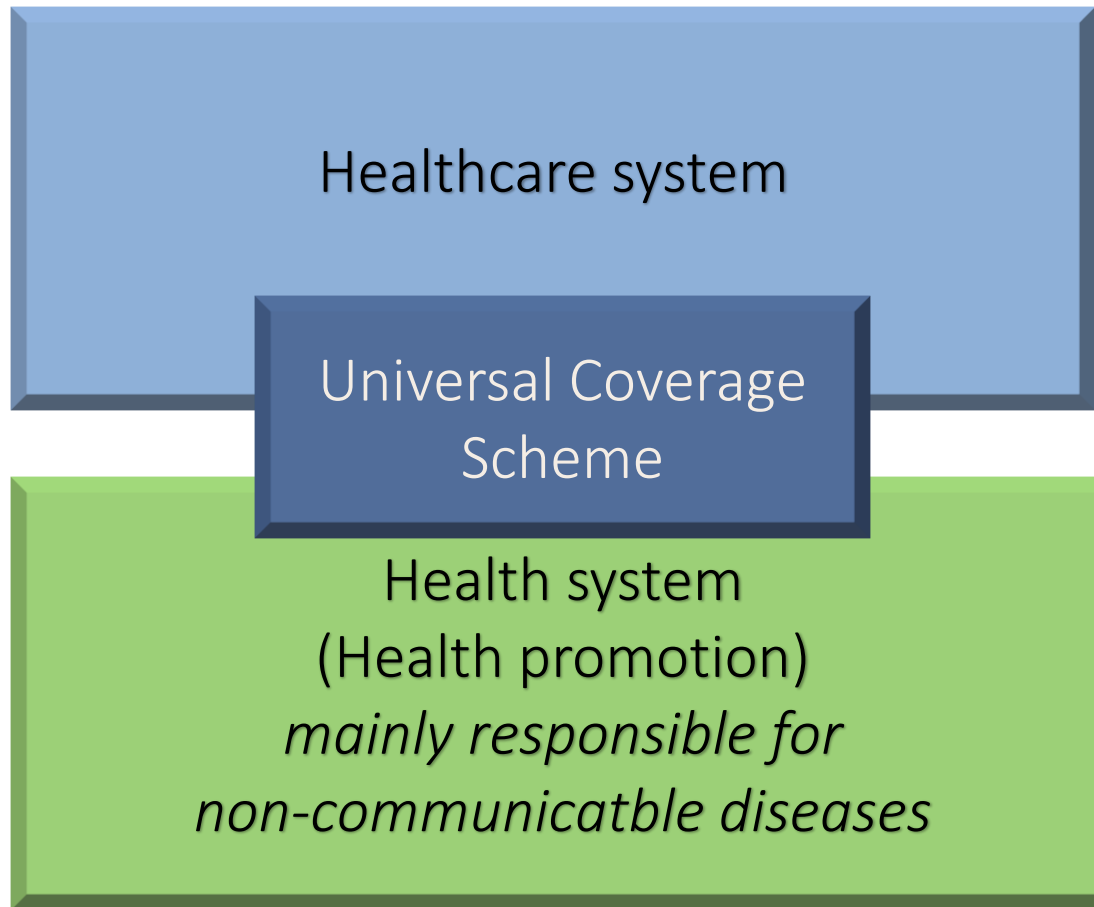 Healthcare system
Universal Coverage
Scheme
Health system
(Health promotion)
mainly responsible for
non-communicatble diseases